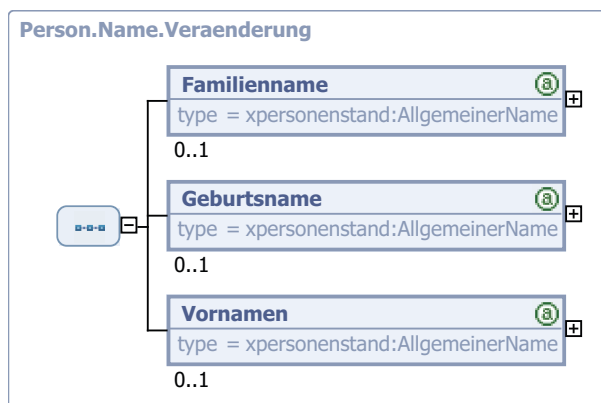 Person.Name.Veraenderung
Familienname @
type = xpersonenstand:AllgemeinerName
0..1
Geburtsname @
type = xpersonenstand:AllgemeinerName
0..1
Vornamen @
type = xpersonenstand:AllgemeinerName
0..1